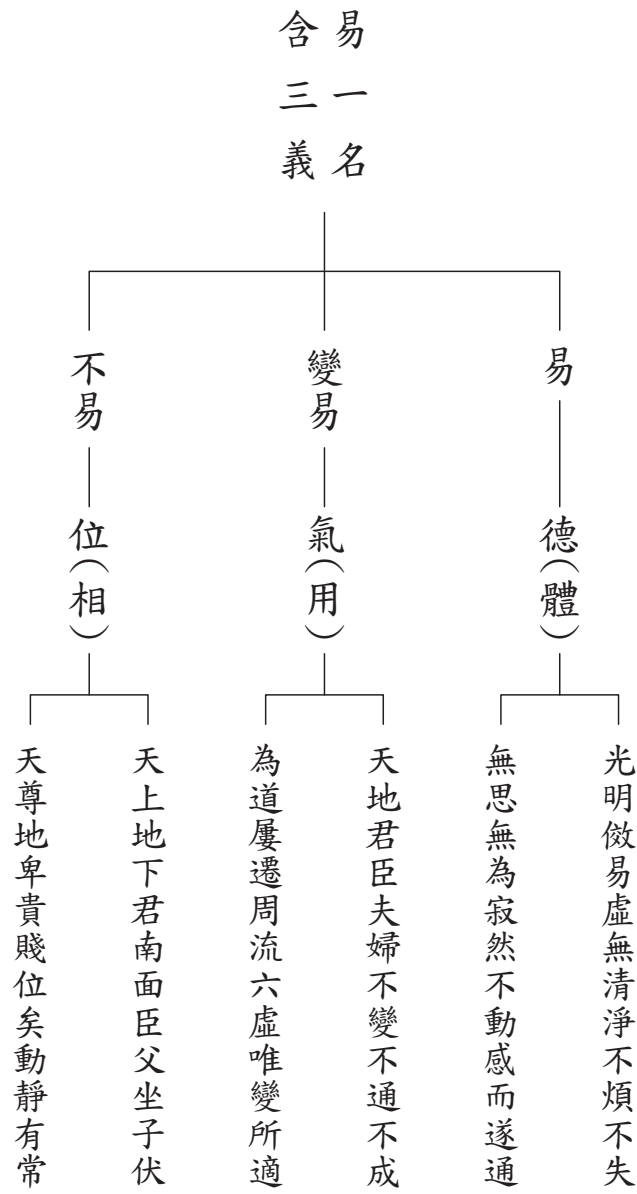 易一名
含三義
易
德(體)
光明傚易虛無清淨不煩不失
無思無為寂然不動感而遂通
變易
氣(用)
天地君臣夫婦不變不通不成
為道屢遷周流六虛唯變所適
不易
位(相)
天上地下君南面臣父坐子伏
天尊地卑貴賤位矣動靜有常